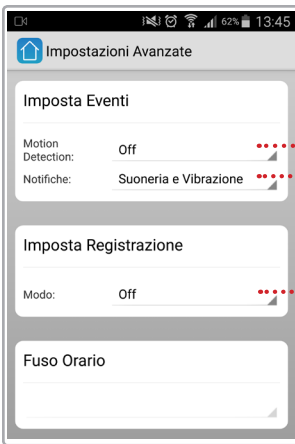 62% 13:45
Impostazioni Avanzate
Imposta Eventi
Motion
Detection: Off
Notifiche: Suoneria e Vibrazione
Imposta Registrazione
Modo: Off
Fuso Orario